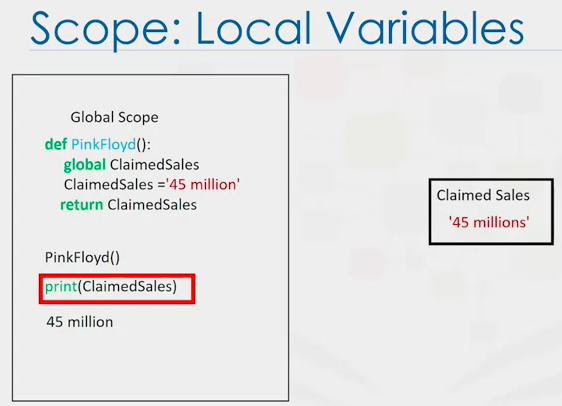 Scope: Local Variables
Global Scope
def PinkFloyd():
global ClaimedSales
ClaimedSales ='45 million'
return ClaimedSales
PinkFloyd()
print(ClaimedSales)
45 million
Claimed Sales
'45 millions'